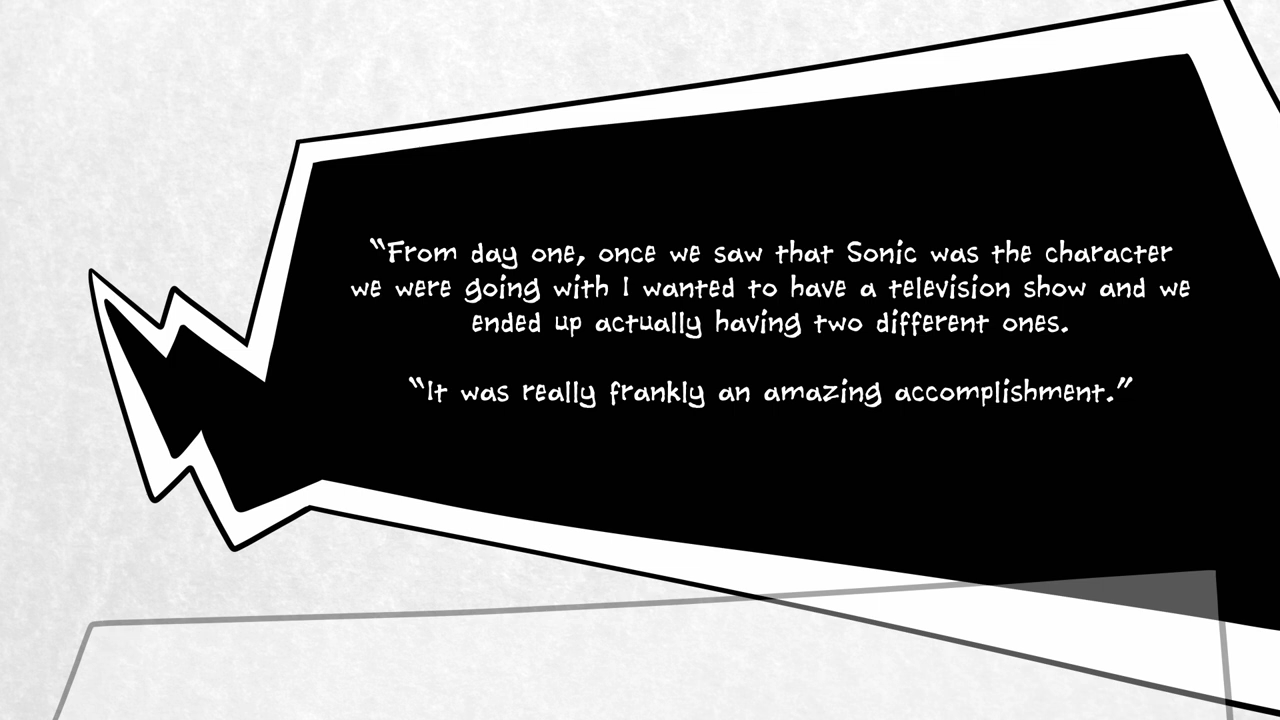 “From day one, once we saw that Sonic was the character
we were going with I wanted to have a television show and we
ended up actually having two different ones.
“It was really frankly an amazing accomplishment.”